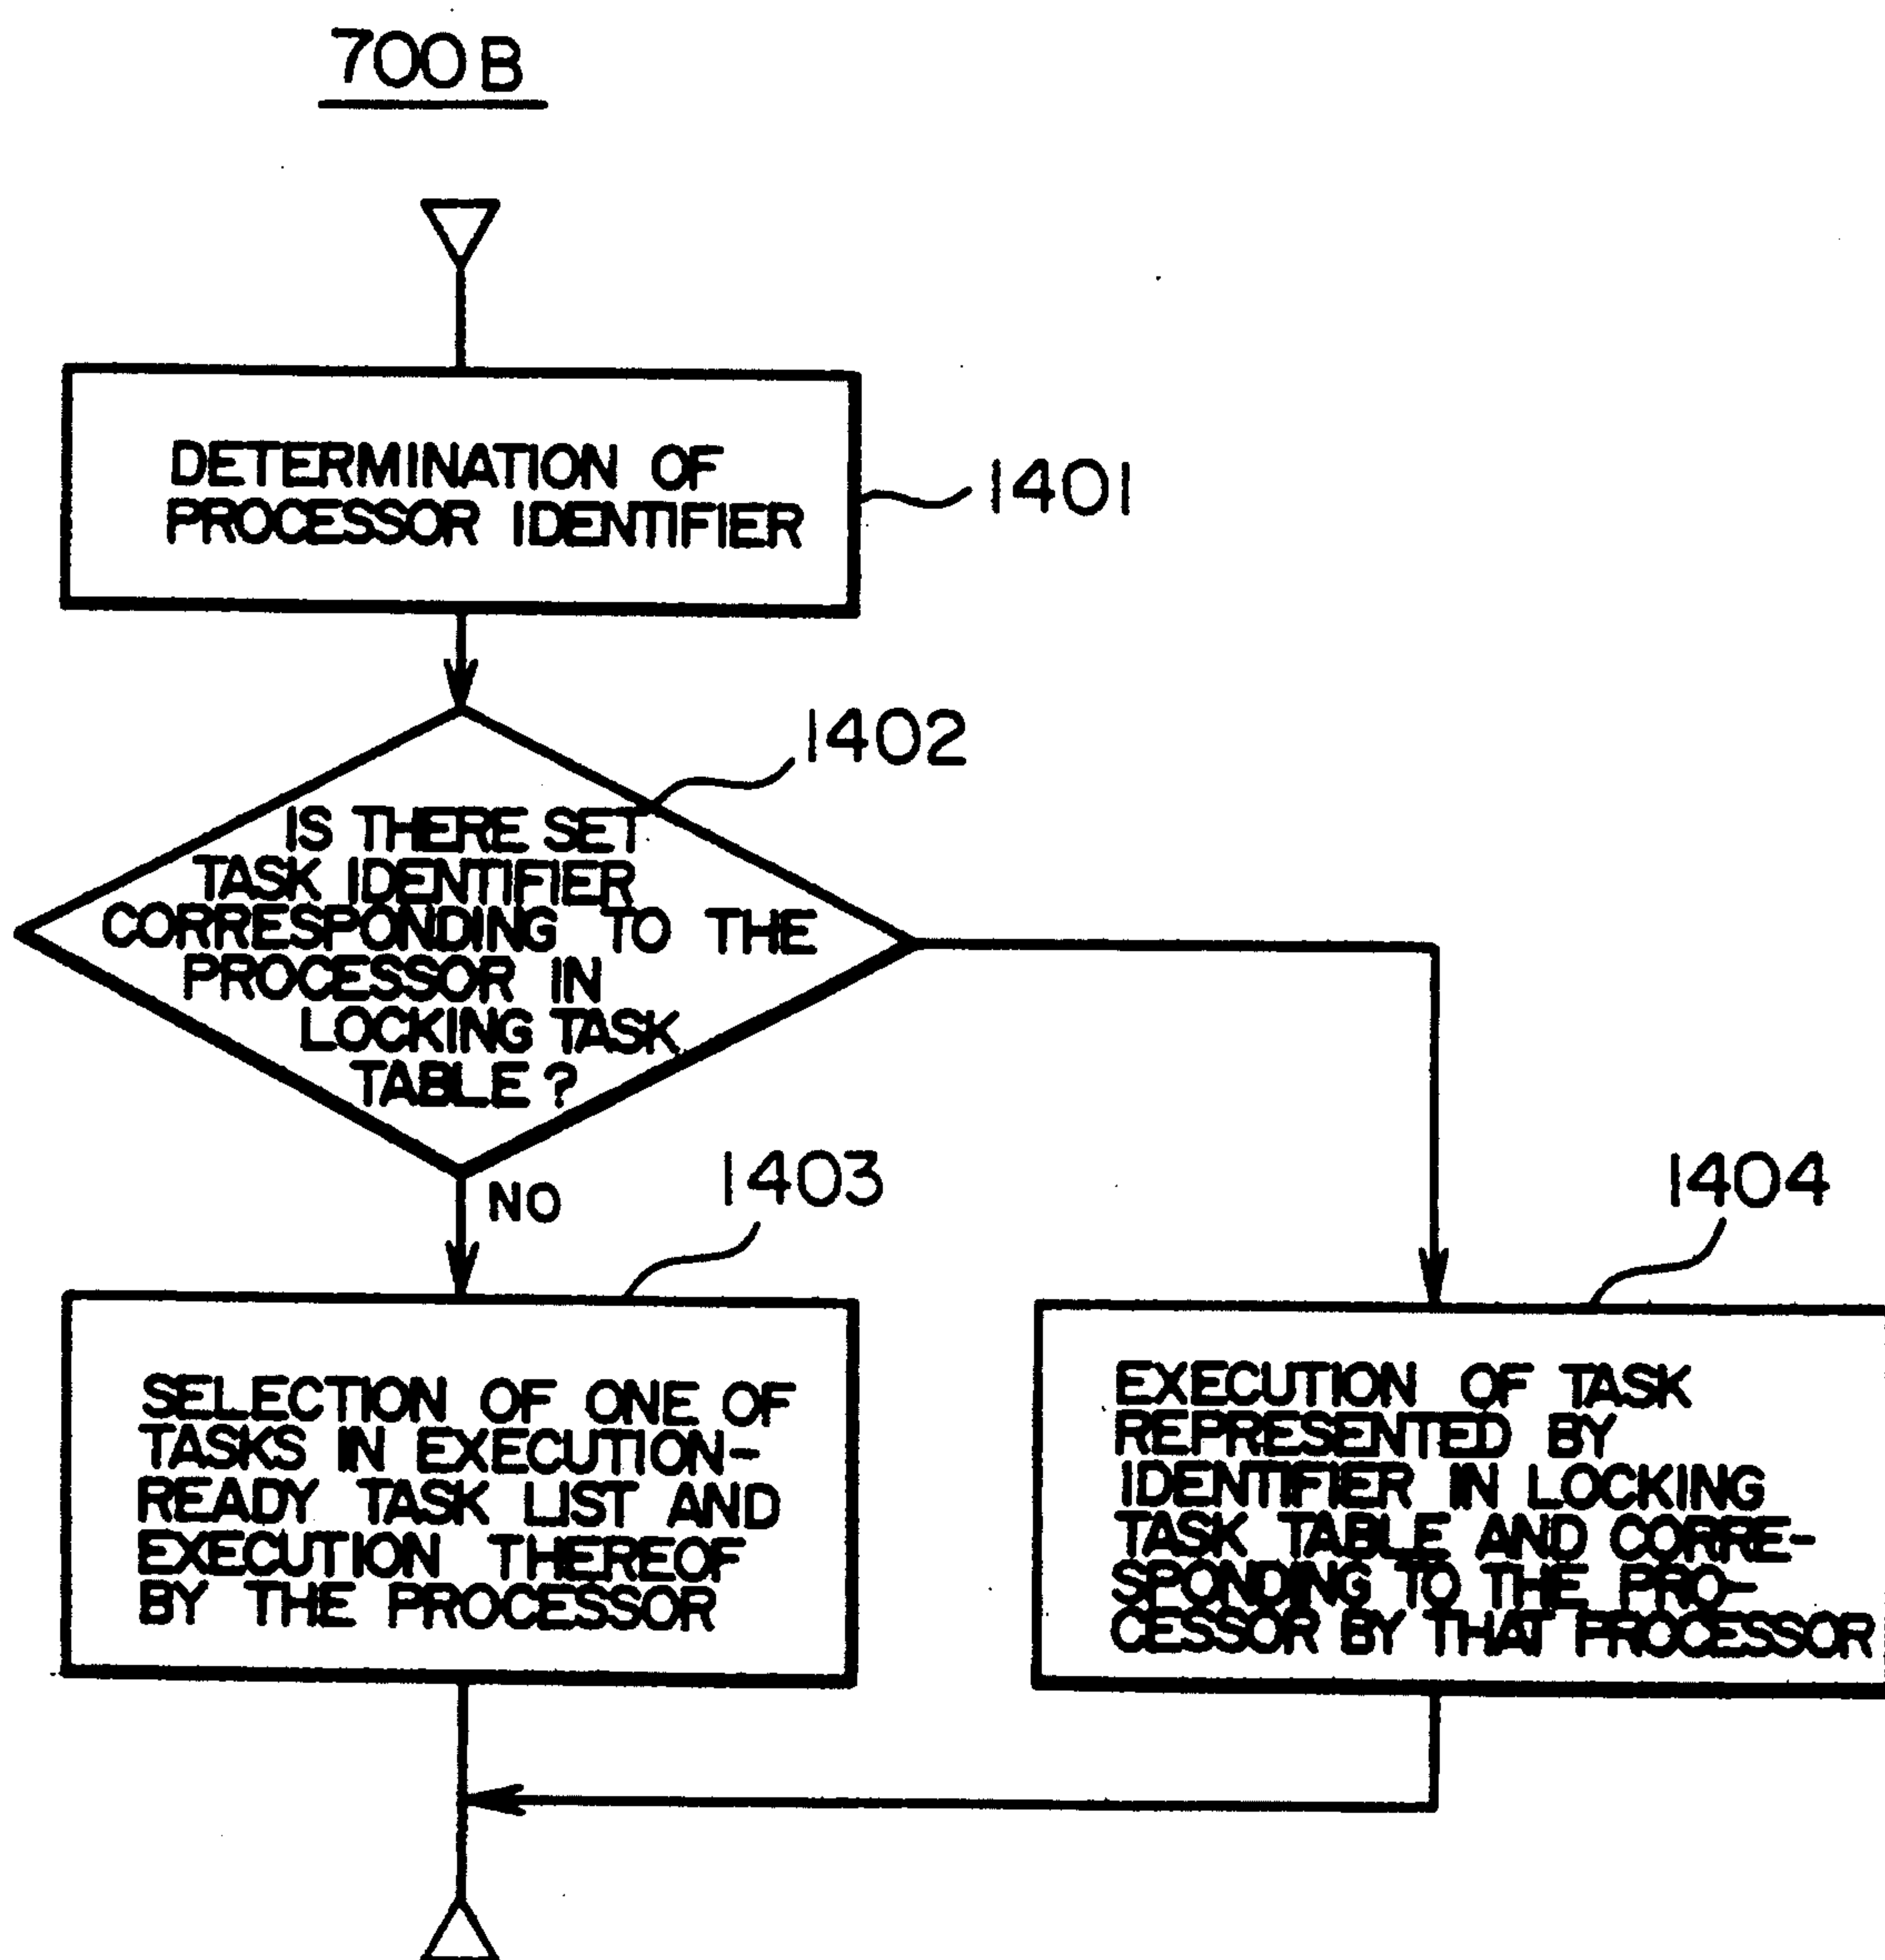 700B
DETERMINATION OF
PROCESSOR IDENTIFIER
1401
1402
IS THERE SET
TASK IDENTIFIER
CORRESPONDING TO THE
PROCESSOR IN
LOCKING TASK
TABLE?
NO
1403
1404
SELECTION OF ONE OF
TASKS IN EXECUTION-
READY TASK LIST AND
EXECUTION THEREOF
BY THE PROCESSOR
EXECUTION OF TASK
REPRESENTED BY
IDENTIFIER IN LOCKING
TASK TABLE AND CORRE-
SPONDING TO THE PRO-
CESSOR BY THAT PROCESSOR